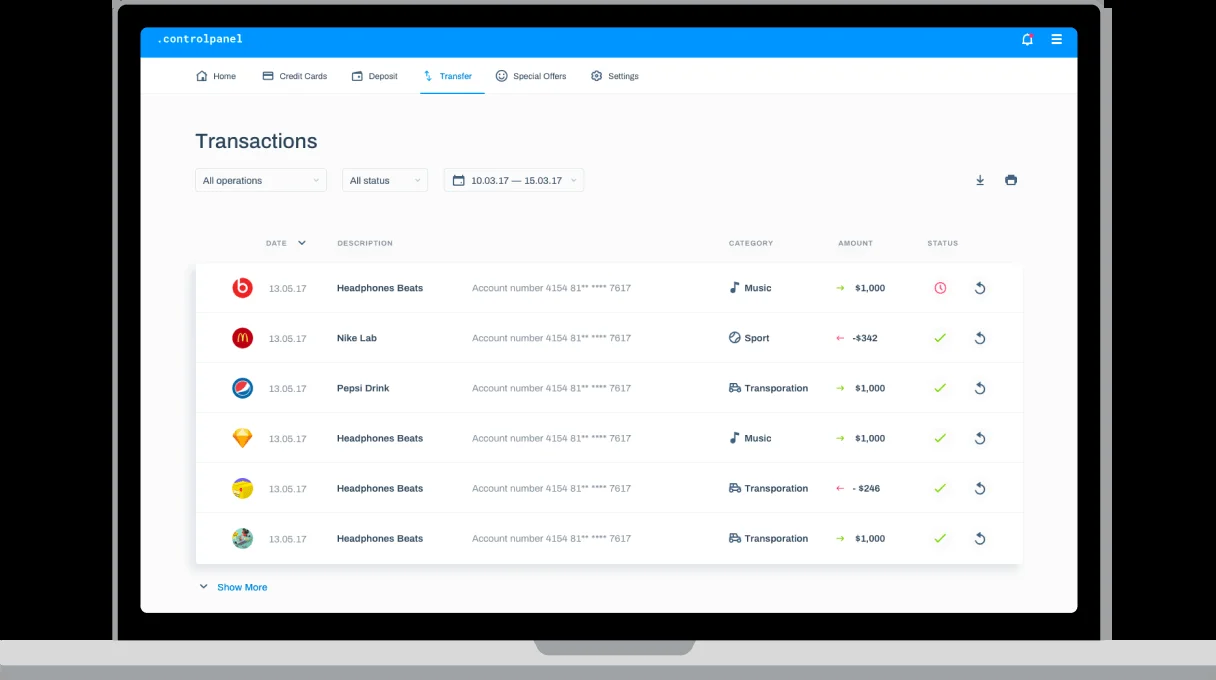 .controlpanel
Home Credit Cards Deposit Transfer Special Offers Settings
Transactions
All operations All status 10.03.17 — 15.03.17
DATE DESCRIPTION CATEGORY AMOUNT STATUS
13.05.17 Headphones Beats Account number 4154 81** **** 7617 Music $1,000
13.05.17 Nike Lab Account number 4154 81** **** 7617 Sport -$342
13.05.17 Pepsi Drink Account number 4154 81** **** 7617 Transporation $1,000
13.05.17 Headphones Beats Account number 4154 81** **** 7617 Music $1,000
13.05.17 Headphones Beats Account number 4154 81** **** 7617 Transporation - $246
13.05.17 Headphones Beats Account number 4154 81** **** 7617 Transporation $1,000
Show More